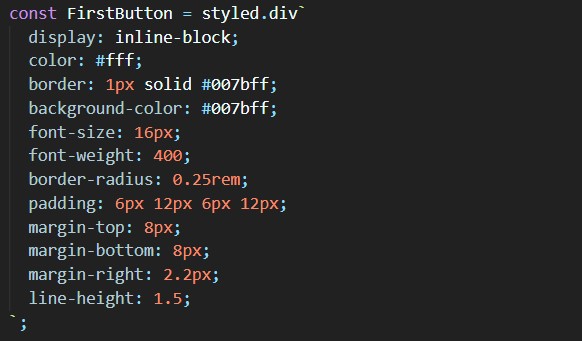 const FirstButton = styled.div`
display: inline-block;
color: #fff;
border: 1px solid #007bff;
background-color: #007bff;
font-size: 16px;
font-weight: 400;
border-radius: 0.25rem;
padding: 6px 12px 6px 12px;
margin-top: 8px;
margin-bottom: 8px;
margin-right: 2.2px;
line-height: 1.5;
`;